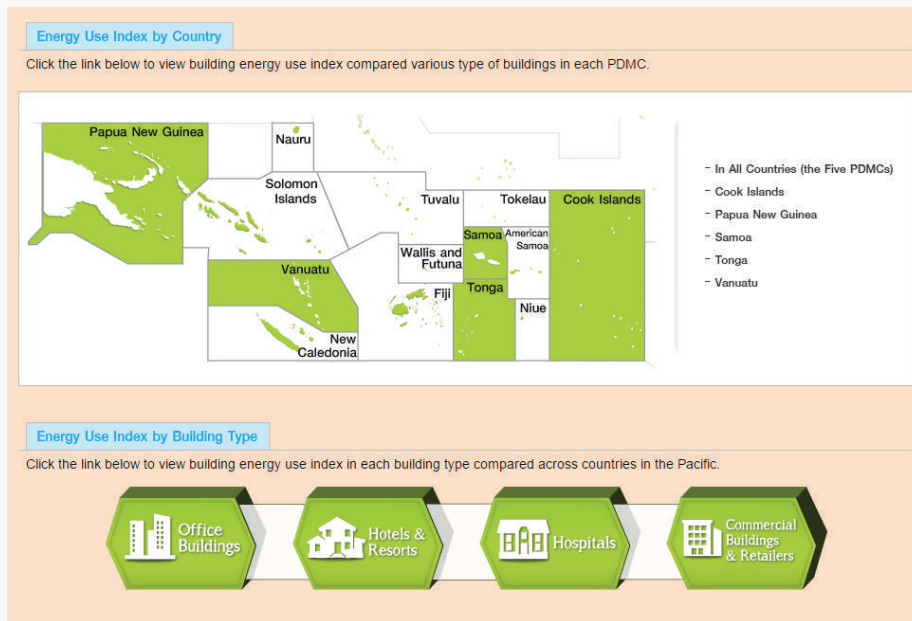 Energy Use Index by Country
Click the link below to view building energy use index compared various type of buildings in each PDMC.
Papua New Guinea
Nauru
Solomon
Islands
Tuvalu
Tokelau
Cook Islands
Samoa
American
Samoa
Wallis and
Futuna
Vanuatu
Fiji
Tonga
Niue
New
Caledonia
- In All Countries (the Five PDMCs)
- Cook Islands
- Papua New Guinea
- Samoa
- Tonga
- Vanuatu
Energy Use Index by Building Type
Click the link below to view building energy use index in each building type compared across countries in the Pacific.
Office
Buildings
Hotels &
Resorts
Hospitals
Commercial
Buildings
& Retailers